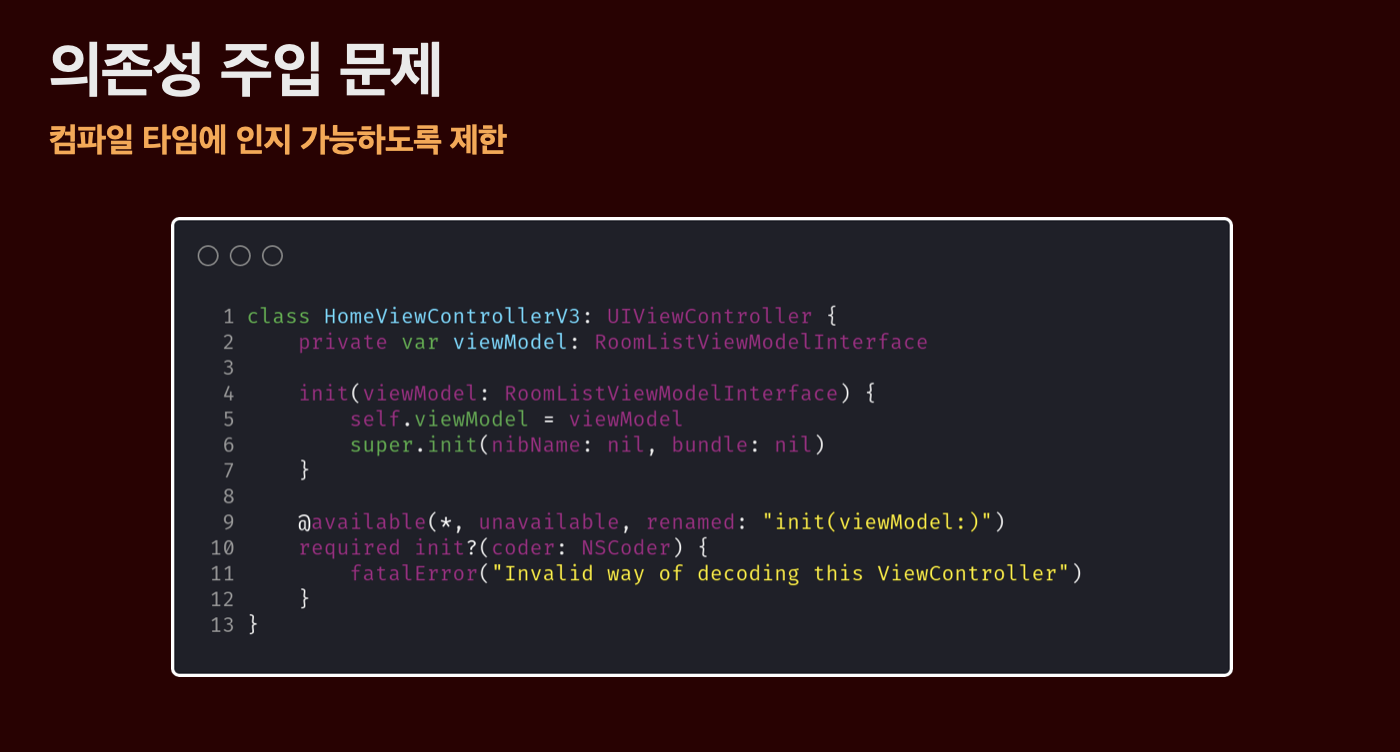 의존성 주입 문제
컴파일 타임에 인지 가능하도록 제한
1 class HomeViewControllerV3: UIViewController {
2     private var viewModel: RoomListViewModelInterface
3
4     init(viewModel: RoomListViewModelInterface) {
5         self.viewModel = viewModel
6         super.init(nibName: nil, bundle: nil)
7     }
8
9     @available(*, unavailable, renamed: "init(viewModel:)")
10     required init?(coder: NSCoder) {
11         fatalError("Invalid way of decoding this ViewController")
12     }
13 }